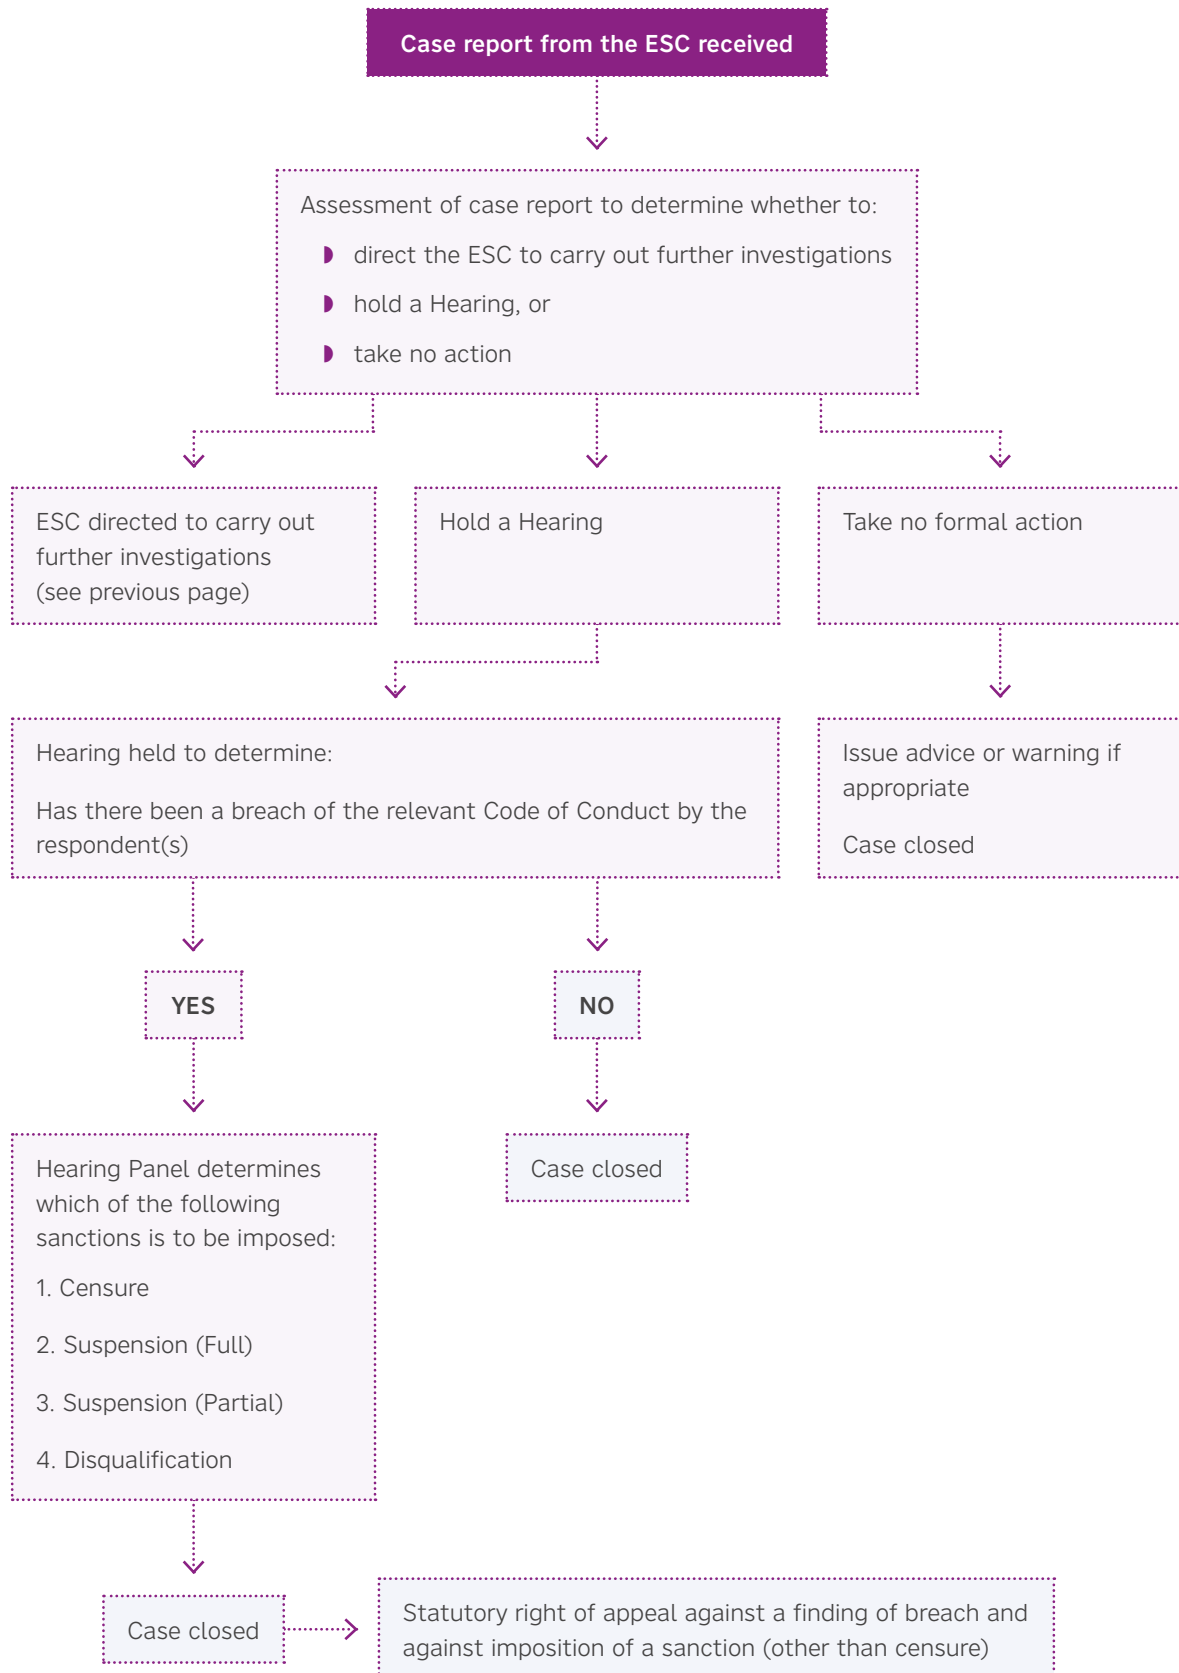 Case report from the ESC received
Assessment of case report to determine whether to:
direct the ESC to carry out further investigations
hold a Hearing, or
take no action
ESC directed to carry out
further investigations
(see previous page)
Hold a Hearing
Take no formal action
Hearing held to determine:
Has there been a breach of the relevant Code of Conduct by the
respondent(s)
Issue advice or warning if
appropriate
Case closed
YES
NO
Hearing Panel determines
which of the following
sanctions is to be imposed:
1. Censure
2. Suspension (Full)
3. Suspension (Partial)
4. Disqualification
Case closed
Case closed
Statutory right of appeal against a finding of breach and
against imposition of a sanction (other than censure)